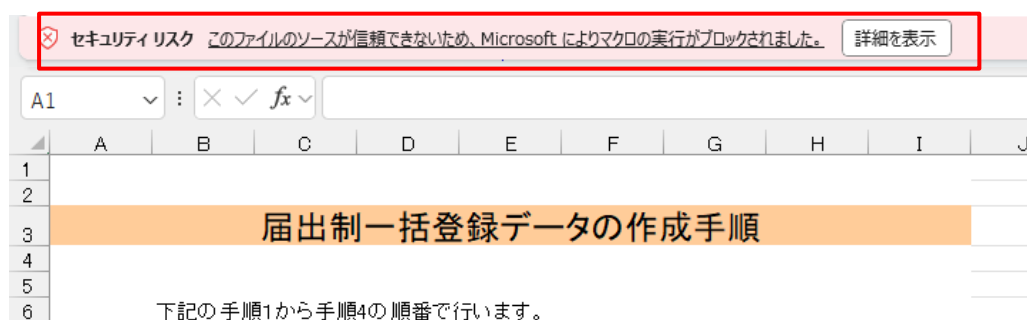 セキュリティ リスク このファイルのソースが信頼できないため、Microsoft によりマクロの実行がブロックされました。 詳細を表示
A1 fx
A B C D E F G H I J
1
2
3 届出制一括登録データの作成手順
4
5
6 下記の手順1から手順4の順番で行います。